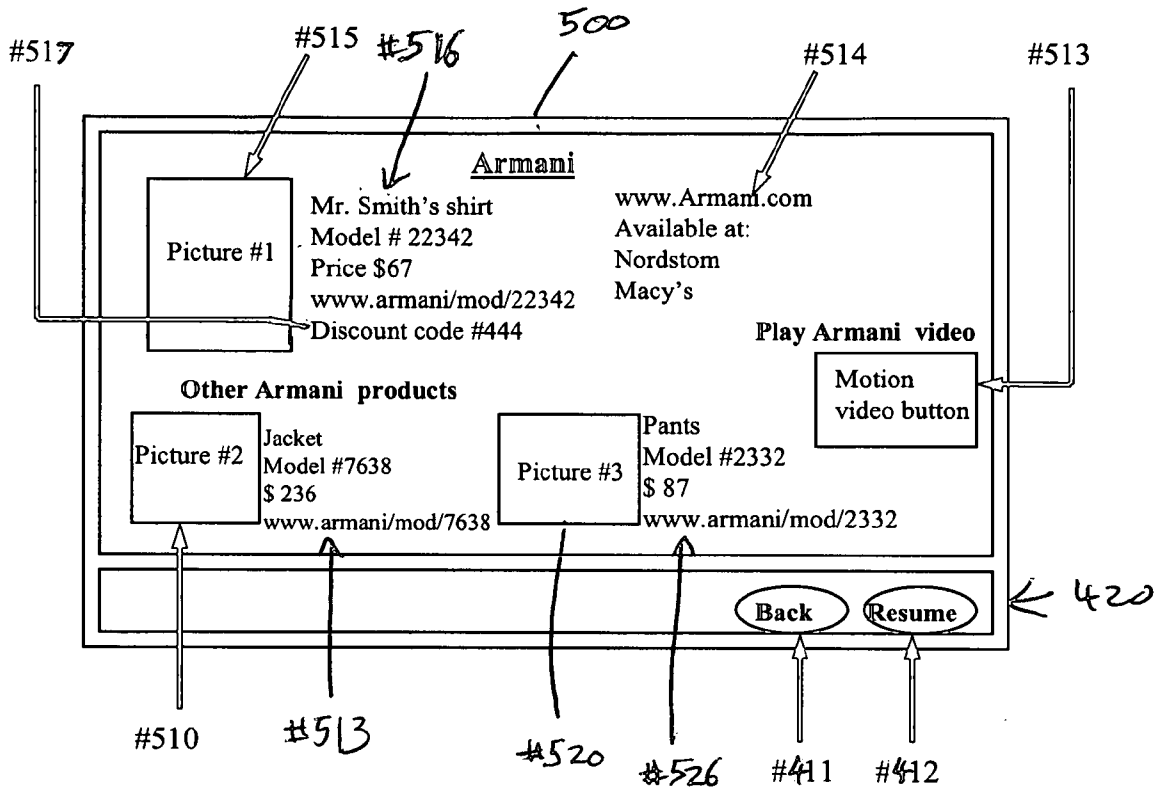 500
#515
#516
#517
#514
#513
Armani
Mr. Smith's shirt
Model # 22342
Price $67
www.armani/mod/22342
Discount code #444
Picture #1
www.Armani.com
Available at:
Nordstom
Macy's
Play Armani video
Motion
video button
Other Armani products
Picture #2
Jacket
Model #7638
$ 236
www.armani/mod/7638
Picture #3
Pants
Model #2332
$ 87
www.armani/mod/2332
Back
Resume
420
#510
#513
#520
#526
#411
#412